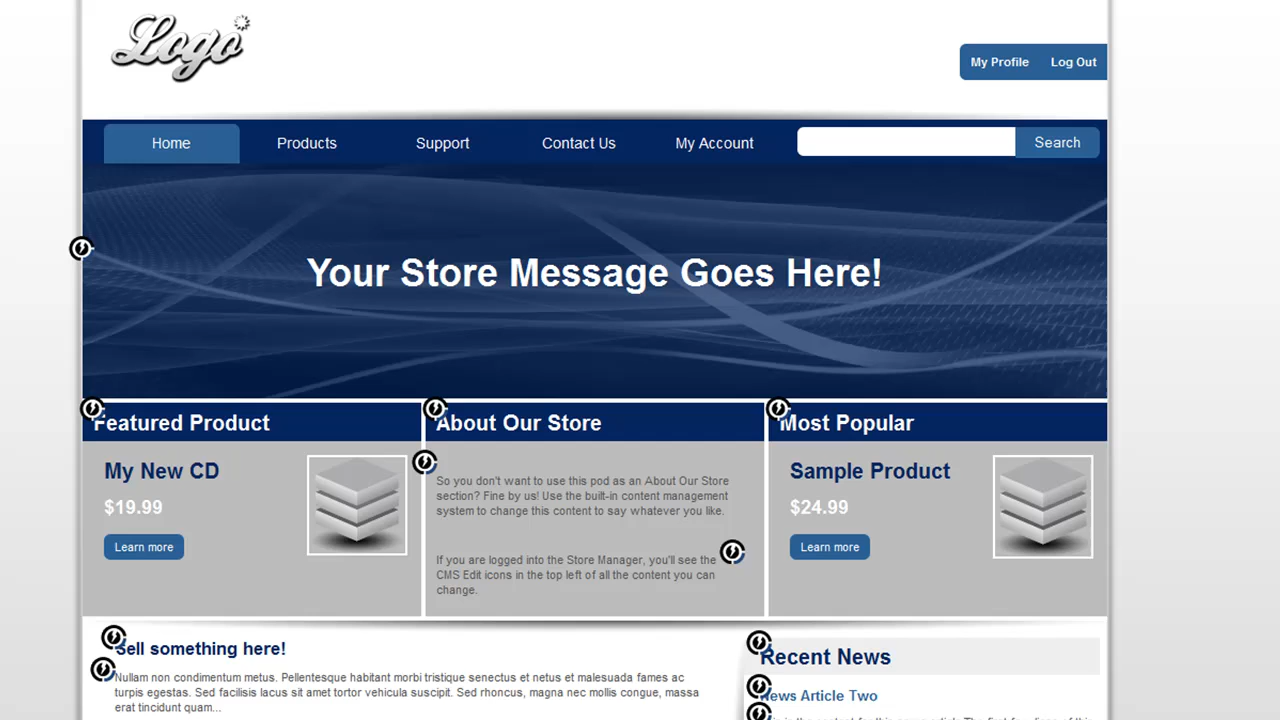 Logo
My Profile Log Out
Home Products Support Contact Us My Account Search
Your Store Message Goes Here!
Featured Product
My New CD
$19.99
Learn more
About Our Store
So you don't want to use this pod as an About Our Store
section? Fine by us! Use the built-in content management
system to change this content to say whatever you like.
If you are logged into the Store Manager, you'll see the
CMS Edit icons in the top left of all the content you can
change.
Most Popular
Sample Product
$24.99
Learn more
Sell something here!
Nullam non condimentum metus. Pellentesque habitant morbi tristique senectus et netus et malesuada fames ac
turpis egestas. Sed facilisis lacus sit amet tortor vehicula suscipit. Sed rhoncus, magna nec mollis congue, massa
erat tincidunt quam...
Recent News
News Article Two